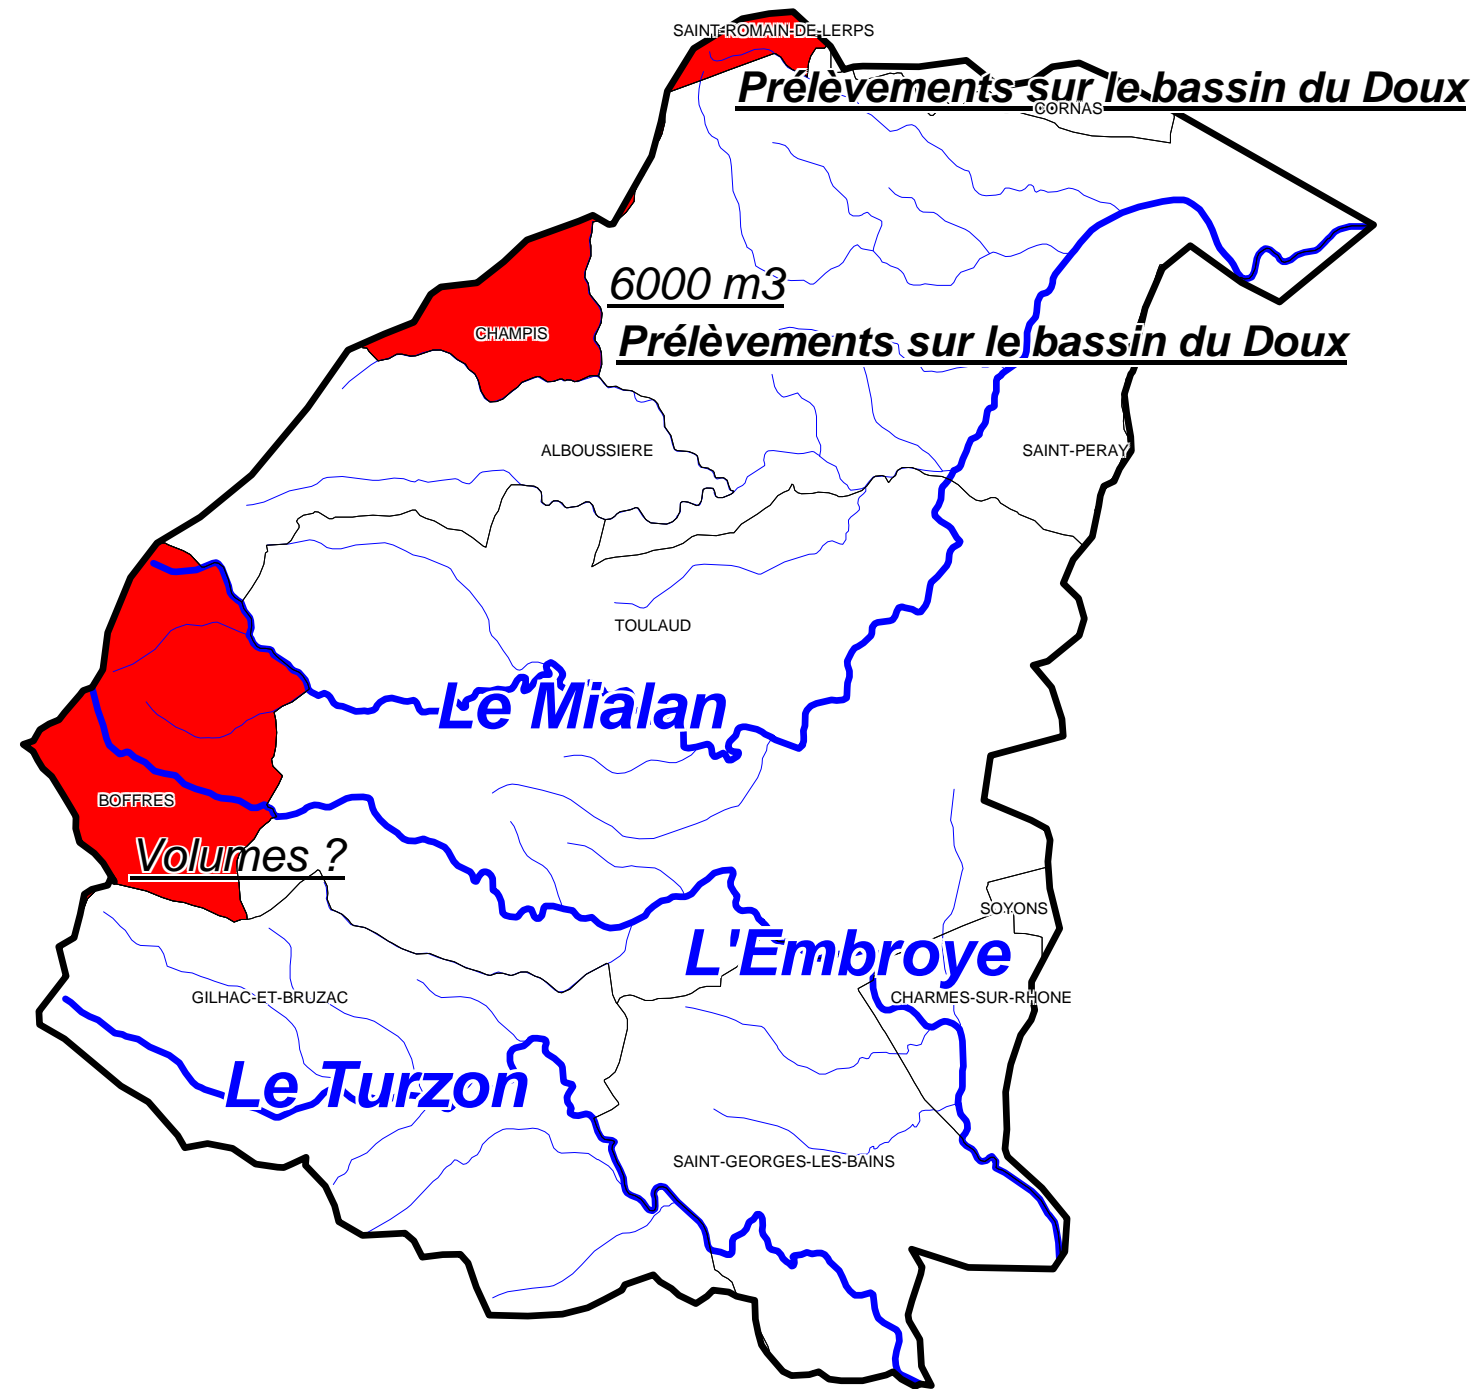 SAINT-ROMAIN-DE-LERPS
Prélèvements sur le bassin du Doux
CORNAS
6000 m3
CHAMPIS
Prélèvements sur le bassin du Doux
ALBOUSSIERE
SAINT-PERAY
TOULAUD
Le Mialan
BOFFRES
Volumes ?
SOYONS
L'Embroye
GILHAC-ET-BRUZAC
CHARMES-SUR-RHONE
Le Turzon
SAINT-GEORGES-LES-BAINS